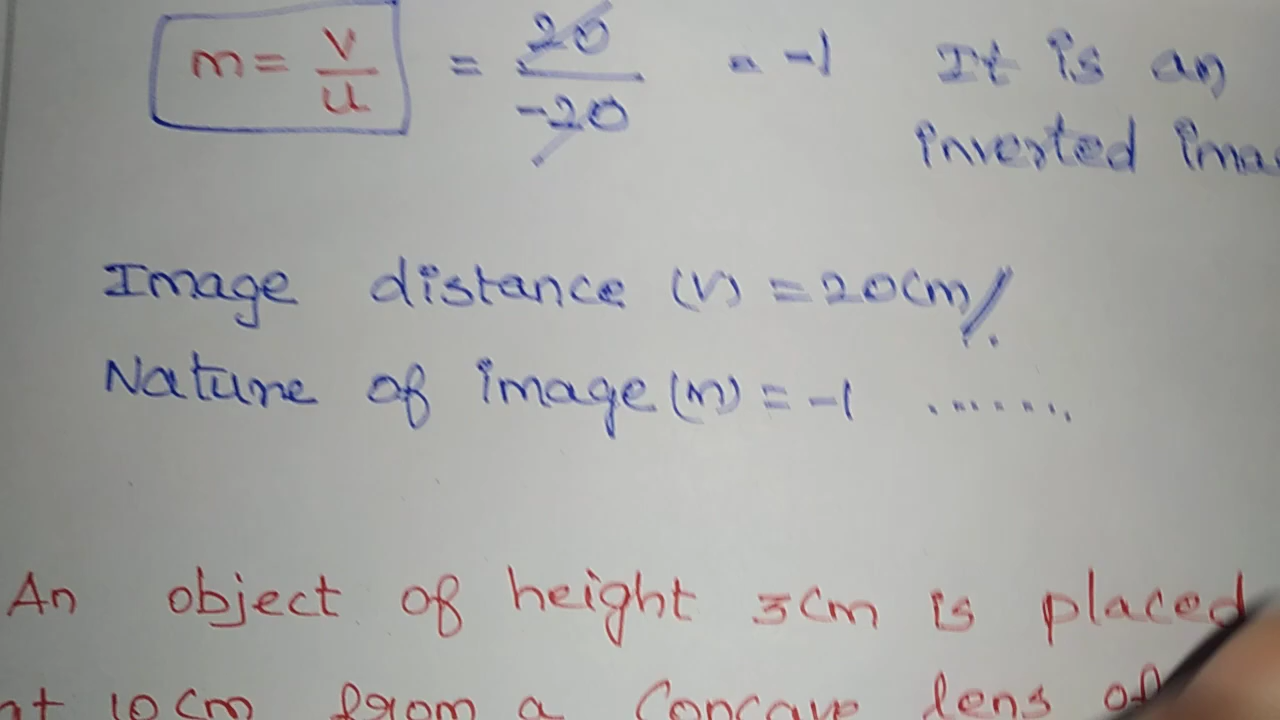 m = v/u = 20/-20 = -1 It is an
inverted
Image distance (v) = 20cm/.
Nature of image (m) = -1 ........
An object of height 3cm is placed
at 10cm from a Concave lens of